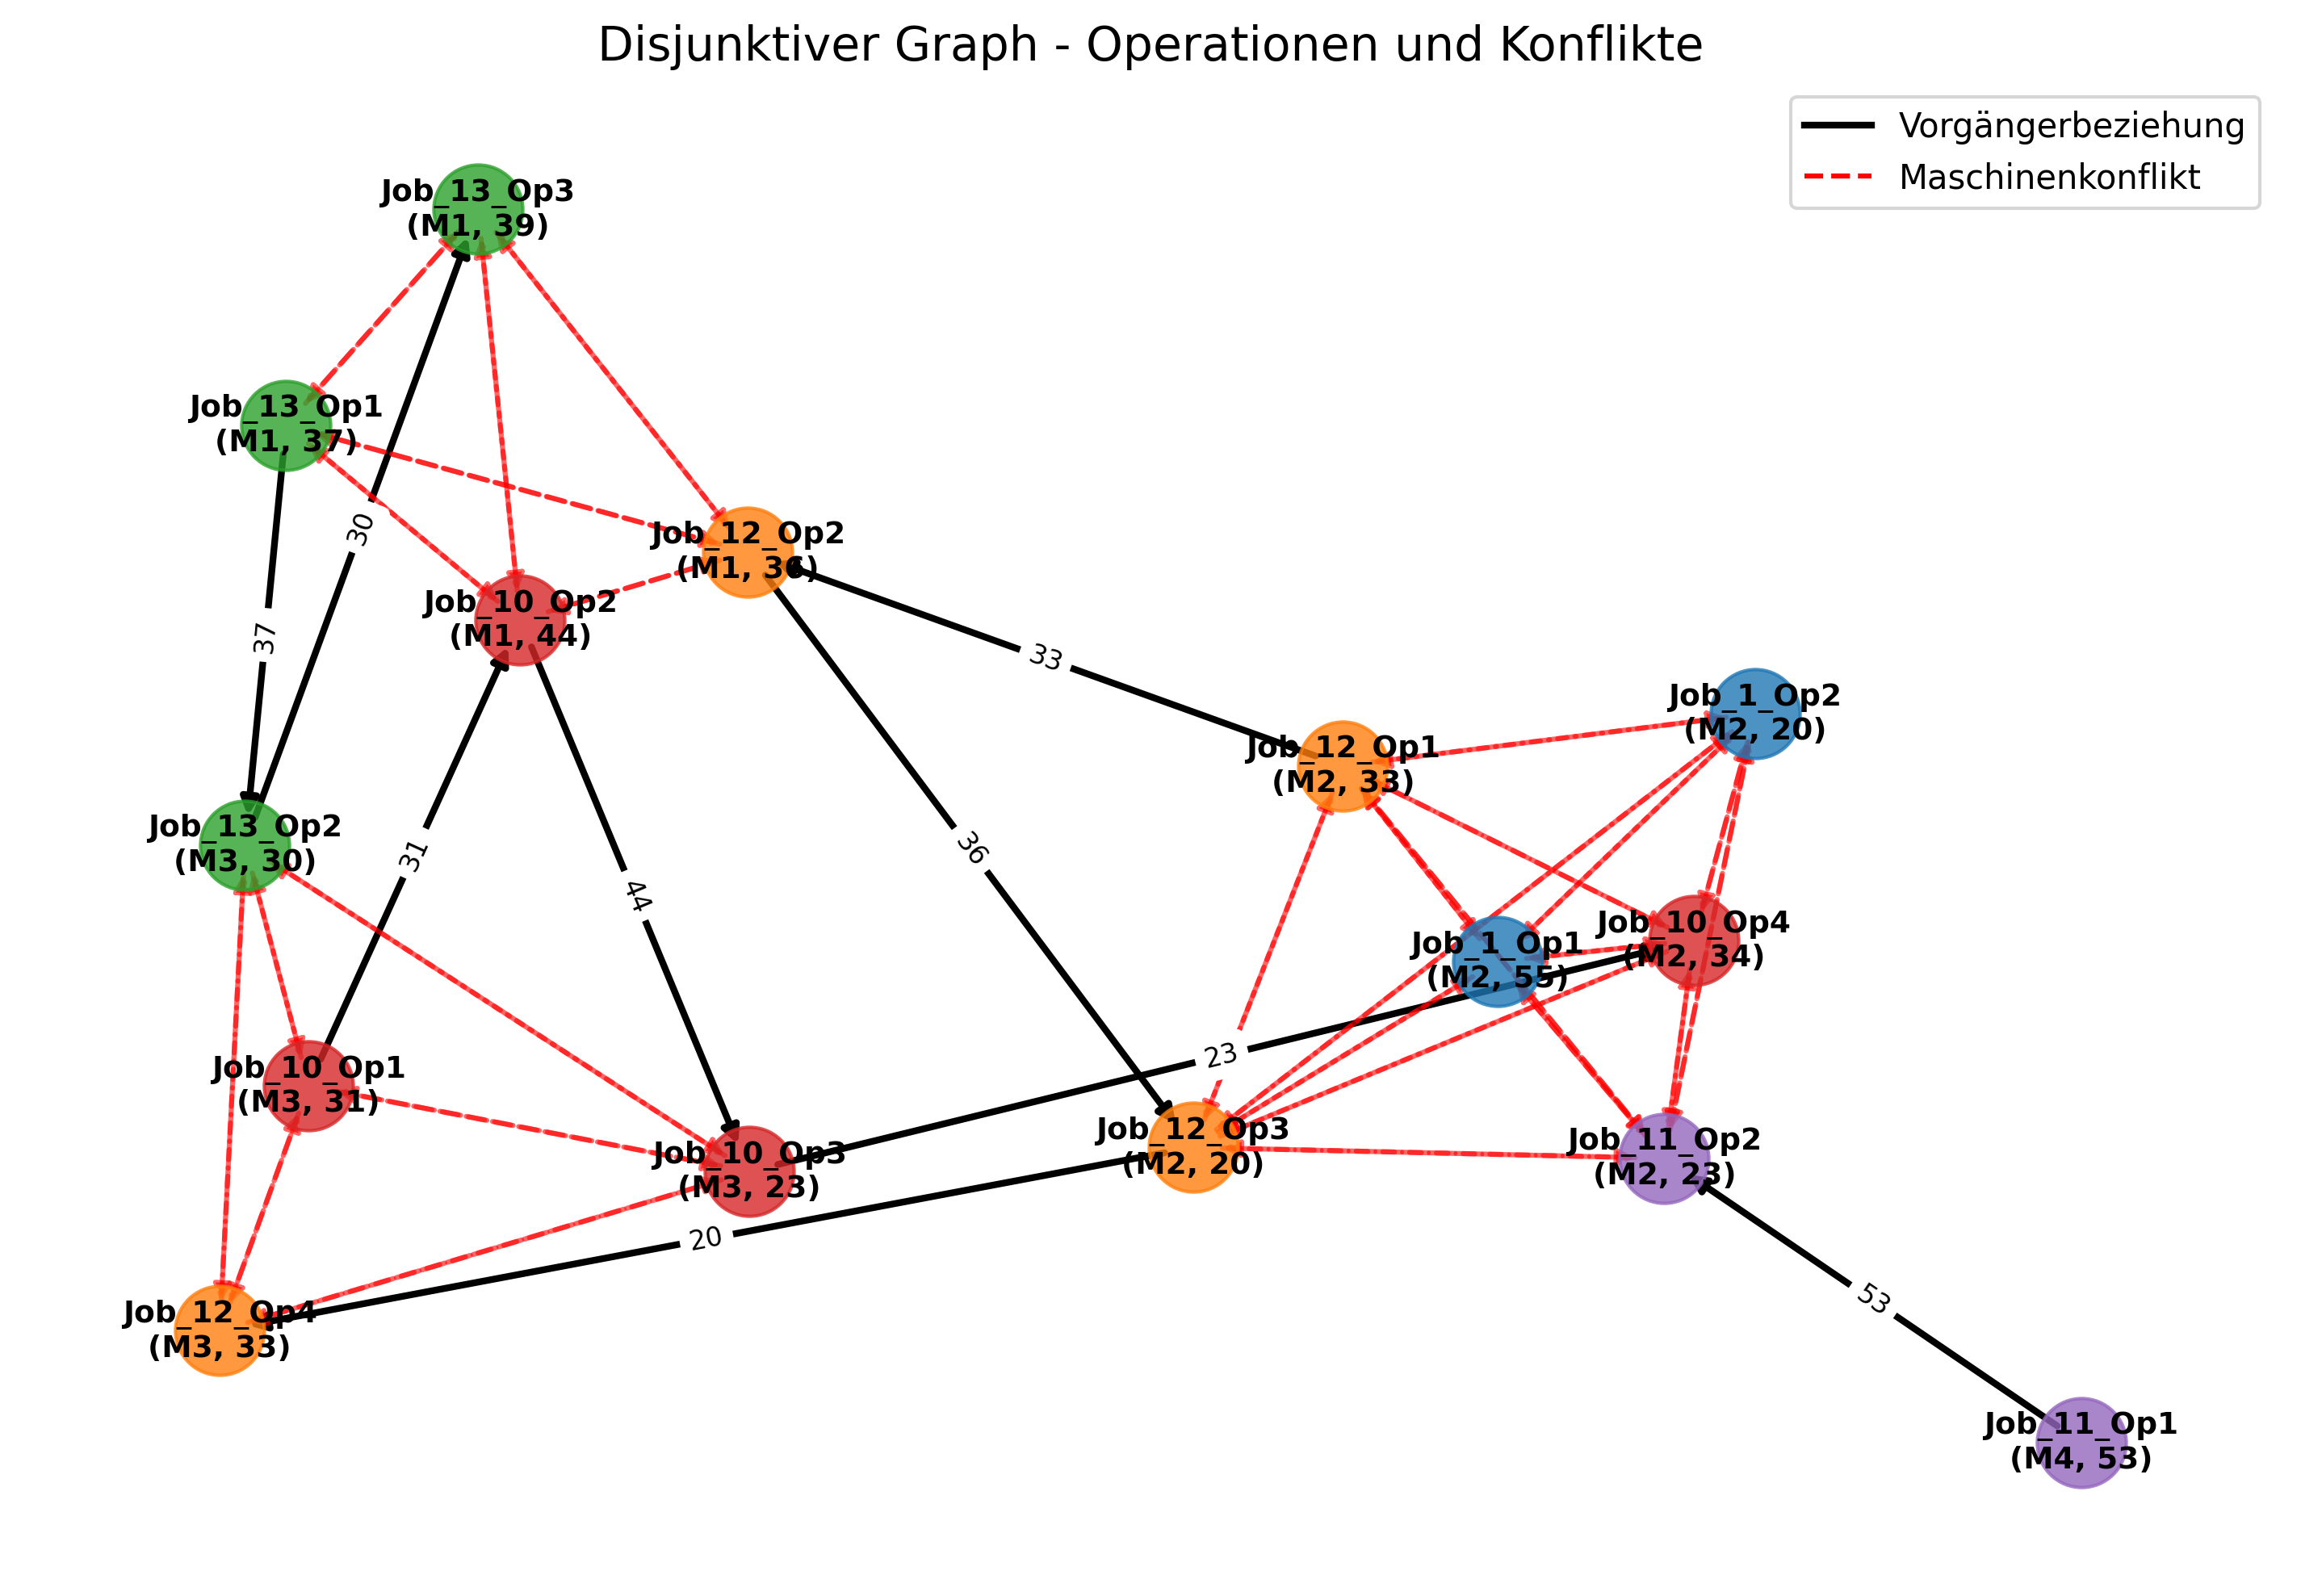 Disjunktiver Graph - Operationen und Konflikte
Vorgängerbeziehung
Maschinenkonflikt
Job_13_Op3
(M1, 39)
Job_13_Op1
(M1, 37)
30
Job_12_Op2
(M1, 36)
Job_10_Op2
(M1, 44)
37
33
Job_1_Op2
(M2, 20)
Job_12_Op1
(M2, 33)
Job_13_Op2
(M3, 30)
31
44
36
Job_10_Op4
(M2, 34)
Job_1_Op1
(M2, 55)
23
Job_10_Op1
(M3, 31)
Job_12_Op3
(M2, 20)
Job_11_Op2
(M2, 23)
Job_10_Op3
(M3, 23)
20
53
Job_12_Op4
(M3, 33)
Job_11_Op1
(M4, 53)